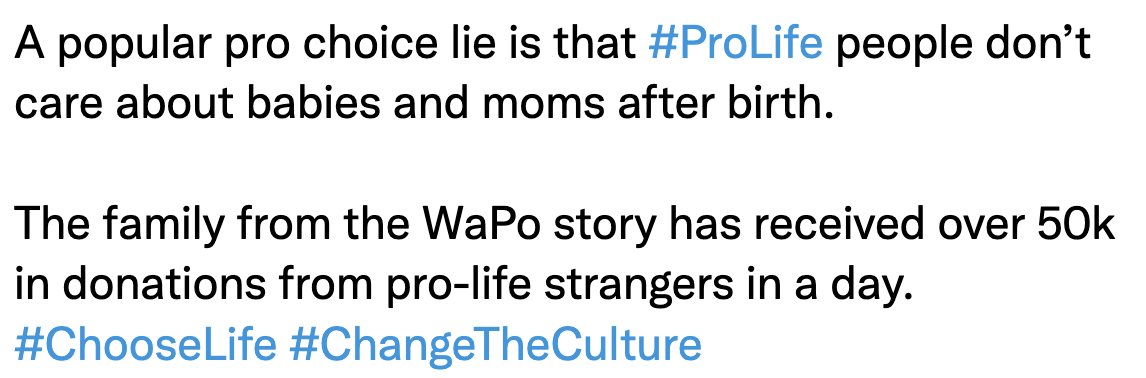 A popular pro choice lie is that #ProLife people don’t
care about babies and moms after birth.
The family from the WaPo story has received over 50k
in donations from pro-life strangers in a day.
#ChooseLife #ChangeTheCulture